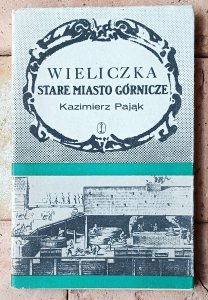 WIELICZKA
STARE MIASTO GÓRNICZE
Kazimierz Pająk